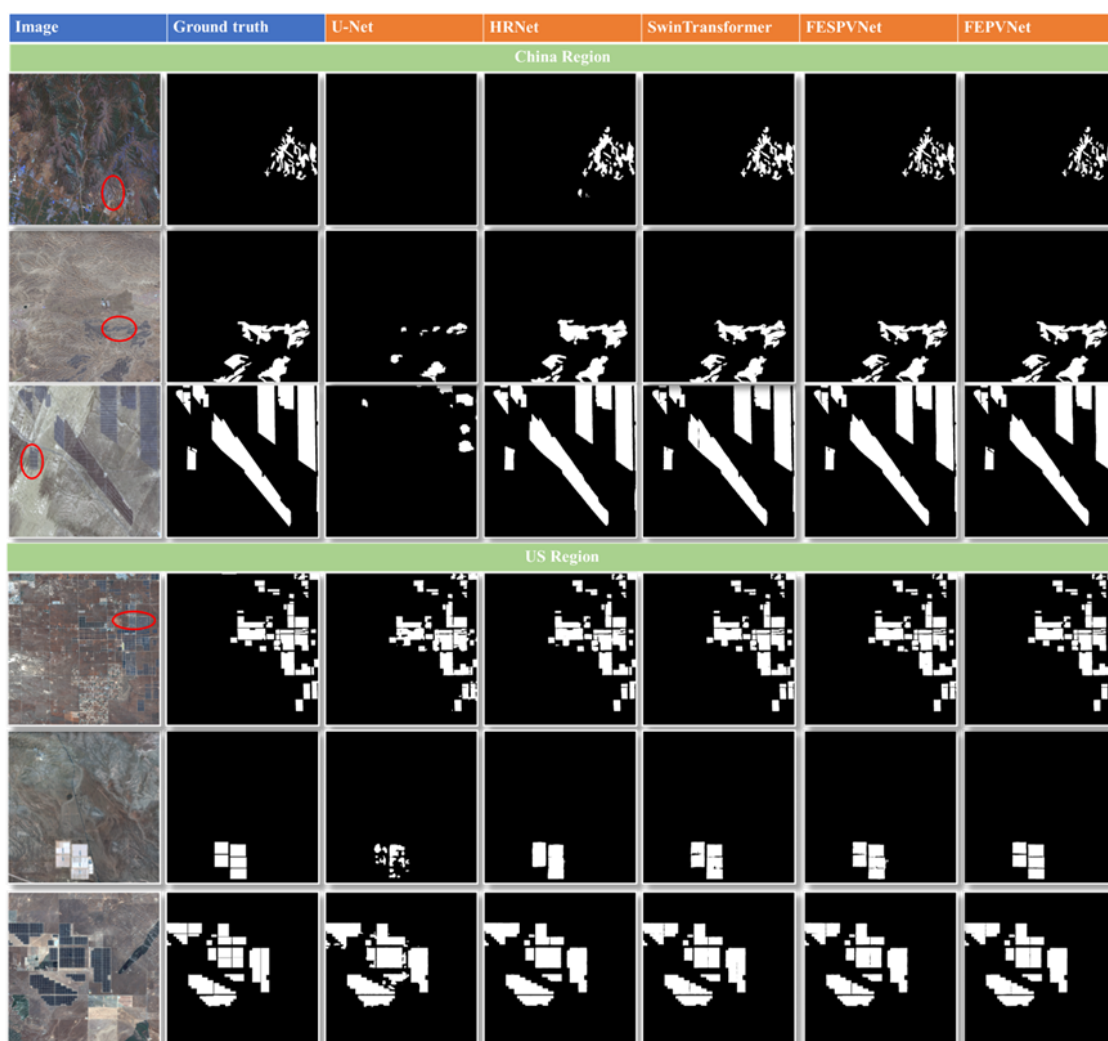 Image Ground truth U-Net HRNet SwinTransformer FESPVNet FEPVNet
China Region
US Region